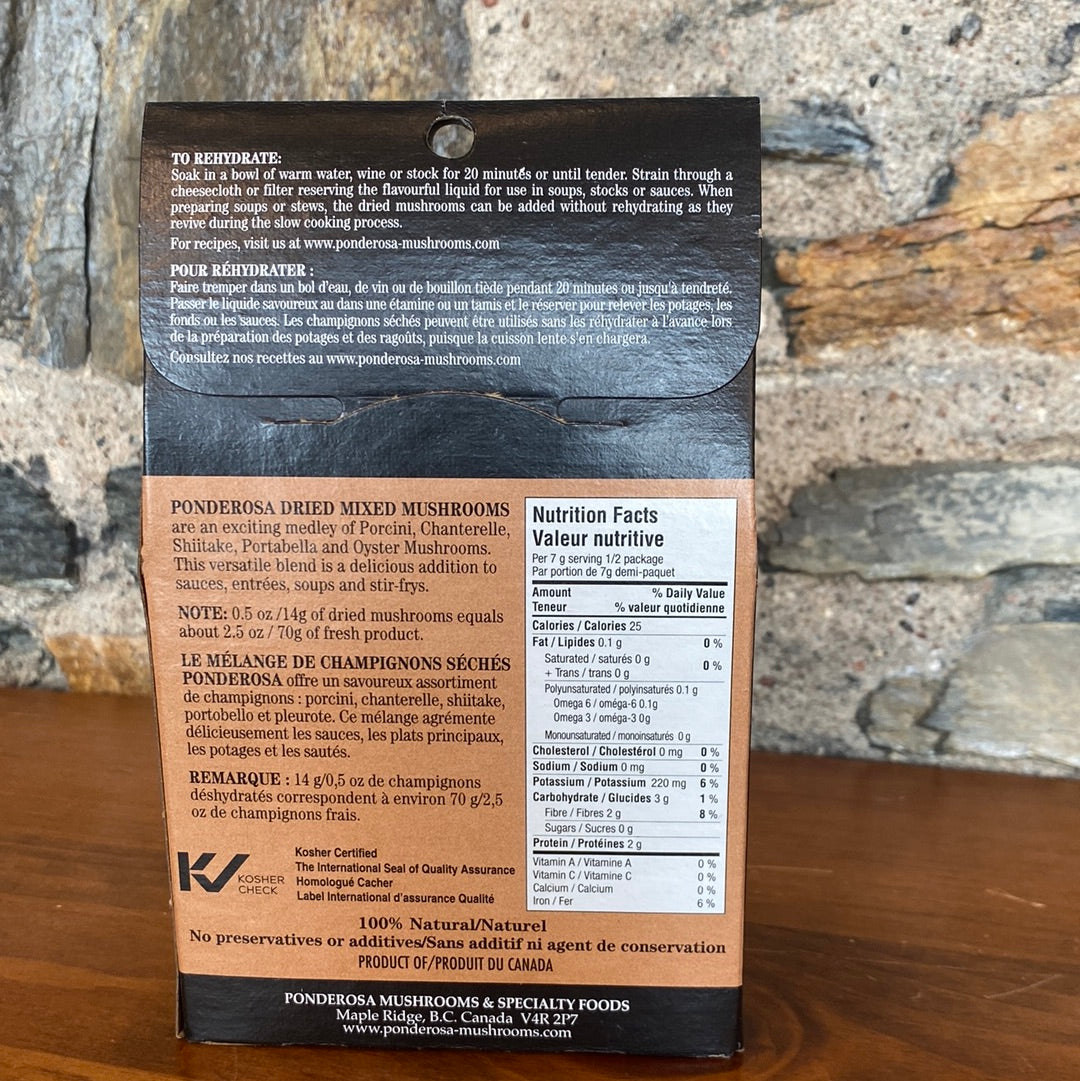 TO REHYDRATE:
Soak in a bowl of warm water, wine or stock for 20 minutes or until tender. Strain through a
cheesecloth or filter reserving the flavourful liquid for use in soups, stocks or sauces. When
preparing soups or stews, the dried mushrooms can be added without rehydrating as they
revive during the slow cooking process.
For recipes, visit us at www.ponderosa-mushrooms.com
POUR RÉHYDRATER :
Faire tremper dans un bol d'eau, de vin ou de bouillon tiède pendant 20 minutes ou jusqu'à tendreté.
Passer le liquide savoureux au dans une étamine ou un tamis et le réserver pour relever les potages, les
fonds ou les sauces. Les champignons séchés peuvent être utilisés sans les réhydrater à l'avance lors
de la préparation des potages et des ragoûts, puisque la cuisson lente s'en chargera.
Consultez nos recettes au www.ponderosa-mushrooms.com
PONDEROSA DRIED MIXED MUSHROOMS
are an exciting medley of Porcini, Chanterelle,
Shiitake, Portabella and Oyster Mushrooms.
This versatile blend is a delicious addition to
sauces, entrées, soups and stir-frys.
NOTE: 0.5 oz /14g of dried mushrooms equals
about 2.5 oz / 70g of fresh product.
LE MÉLANGE DE CHAMPIGNONS SÉCHÉS
PONDEROSA offre un savoureux assortiment
de champignons : porcini, chanterelle, shiitake,
portobello et pleurote. Ce mélange agrémente
délicieusement les sauces, les plats principaux,
les potages et les sautés.
REMARQUE : 14 g/0,5 oz de champignons
déshydratés correspondent à environ 70 g/2,5
oz de champignons frais.
KOSHER
CHECK
Kosher Certified
The International Seal of Quality Assurance
Homologué Cacher
Label International d'assurance Qualité
Nutrition Facts
Valeur nutritive
Per 7 g serving 1/2 package
Par portion de 7g demi-paquet
Amount % Daily Value
Teneur % valeur quotidienne
Calories / Calories 25
Fat / Lipides 0.1 g 0 %
Saturated / saturés 0 g
+ Trans / trans 0 g 0 %
Polyunsaturated / polyinsaturés 0.1 g
Omega 6 / oméga-6 0.1g
Omega 3 / oméga-3 0g
Monounsaturated / monoinsaturés 0 g
Cholesterol / Cholestérol 0 mg 0 %
Sodium / Sodium 0 mg 0 %
Potassium / Potassium 220 mg 6 %
Carbohydrate / Glucides 3 g 1 %
Fibre / Fibres 2 g 8 %
Sugars / Sucres 0 g
Protein / Protéines 2 g
Vitamin A / Vitamine A 0 %
Vitamin C / Vitamine C 0 %
Calcium / Calcium 0 %
Iron / Fer 6 %
100% Natural/Naturel
No preservatives or additives/Sans additif ni agent de conservation
PRODUCT OF/PRODUIT DU CANADA
PONDEROSA MUSHROOMS & SPECIALTY FOODS
Maple Ridge, B.C. Canada V4R 2P7
www.ponderosa-mushrooms.com